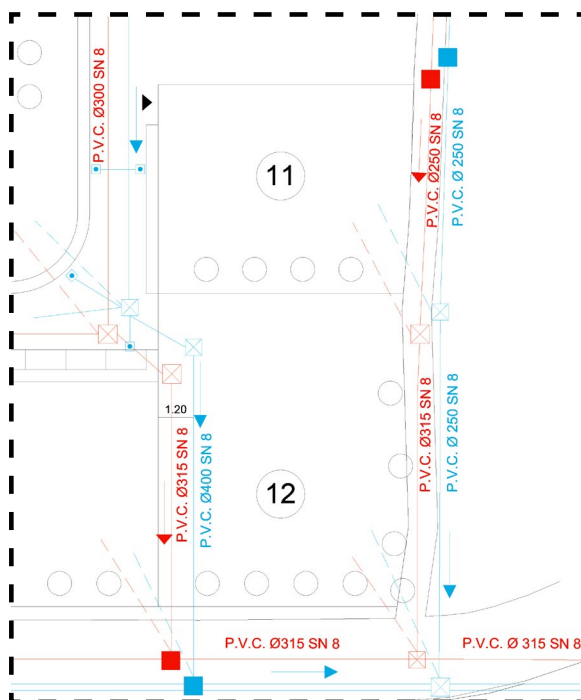 P.V.C. Ø300 SN 8
P.V.C. Ø250 SN 8
P.V.C. Ø 250 SN 8
11
P.V.C. Ø315 SN 8
P.V.C. Ø 250 SN 8
1.20
P.V.C. Ø315 SN 8
P.V.C. Ø400 SN 8
12
P.V.C. Ø315 SN 8
P.V.C. Ø 315 SN 8